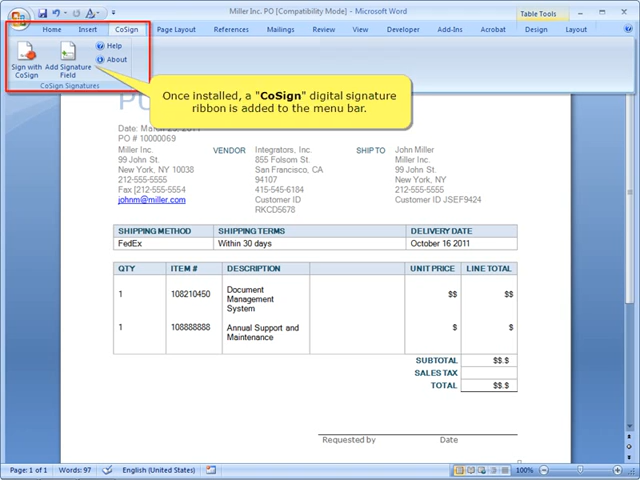 Miller Inc. PO [Compatibility Mode] - Microsoft Word
Table Tools
Home Insert CoSign Page Layout Review View Developer Add-Ins Acrobat Design Layout
Sign with CoSign
Add Signature Field
Help
About
CoSign Signatures
Once installed, a "CoSign" digital signature
ribbon is added to the menu bar.
PO # 10000069
Miller Inc.
99 John St.
New York, NY 10038
212-555-5555
Fax [212-555-5554
johnm@miller.com
VENDOR
Integrators, Inc.
855 Folsom St.
San Francisco, CA
94107
415-545-6184
Customer ID
RKCD5678
SHIP TO
John Miller
Miller Inc.
99 John St.
New York, NY
212-555-5555
Customer ID JSEF9424
SHIPPING METHOD SHIPPING TERMS DELIVERY DATE
FedEx Within 30 days October 16 2011
QTY ITEM # DESCRIPTION UNIT PRICE LINE TOTAL
1 108210450 Document Management System $$ $$
1 108888888 Annual Support and Maintenance $ $
SUBTOTAL $$.$
SALES TAX
TOTAL $$.$
Requested by Date
Page: 1 of 1 Words: 97 English (United States) 100%